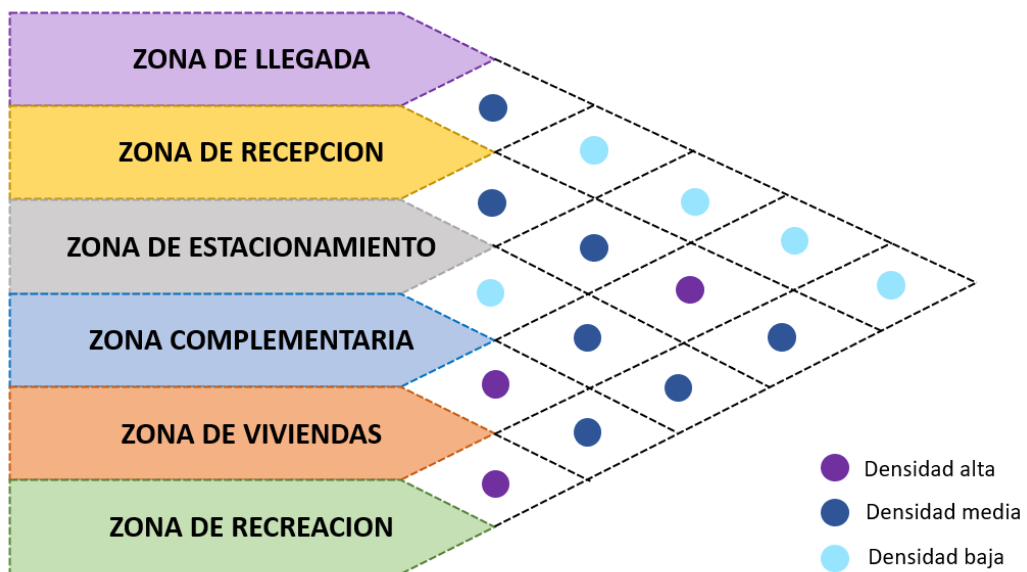 ZONA DE LLEGADA
ZONA DE RECEPCION
ZONA DE ESTACIONAMIENTO
ZONA COMPLEMENTARIA
ZONA DE VIVIENDAS
ZONA DE RECREACION
Densidad alta
Densidad media
Densidad baja